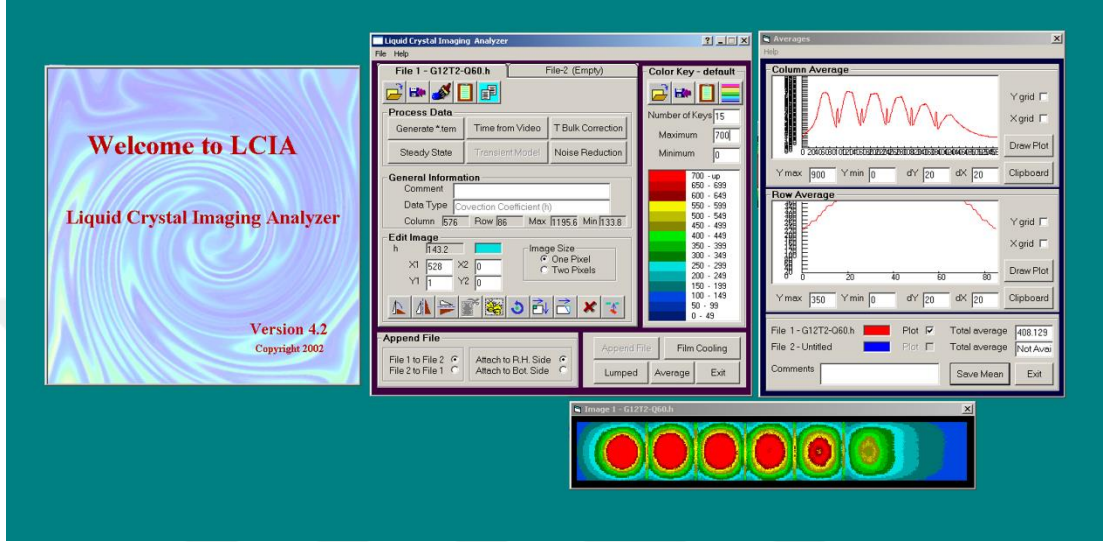 Welcome to LCIA
Liquid Crystal Imaging Analyzer
Version 4.2
Copyright 2002
Liquid Crystal Imaging Analyzer
File Help
File 1 - G12T2-Q60.h
File-2 (Empty)
Process Data
Generate *.tem Time from Video T Bulk Correction
Steady State Transient Model Noise Reduction
General Information
Comment
Data Type Covection Coefficient (h)
Column 576 Row 86 Max 1195.6 Min 133.8
Edit Image
h 143.2
X1 528 X2 0
Y1 1 Y2 0
Image Size
One Pixel
Two Pixels
Append File
File 1 to File 2
File 2 to File 1
Attach to R.H. Side
Attach to Bot. Side
Color Key - default
Number of Keys 15
Maximum 700
Minimum 0
700 - up
650 - 699
600 - 649
550 - 599
500 - 549
450 - 499
400 - 449
350 - 399
300 - 349
250 - 299
200 - 249
150 - 199
100 - 149
50 - 99
0 - 49
Append File Film Cooling
Lumped Average Exit
Averages
Help
Column Average
Y grid
X grid
Draw Plot
Y max 900 Y min 0 dY 20 dX 20 Clipboard
Row Average
Y grid
X grid
Draw Plot
0 20 40 60 80
Y max 350 Y min 0 dY 20 dX 20 Clipboard
File 1 - G12T2-Q60.h Plot Total average 408.129
File 2 - Untitled Plot Total average Not Avai
Comments Save Mean Exit
Image 1 - G12T2-Q60.h